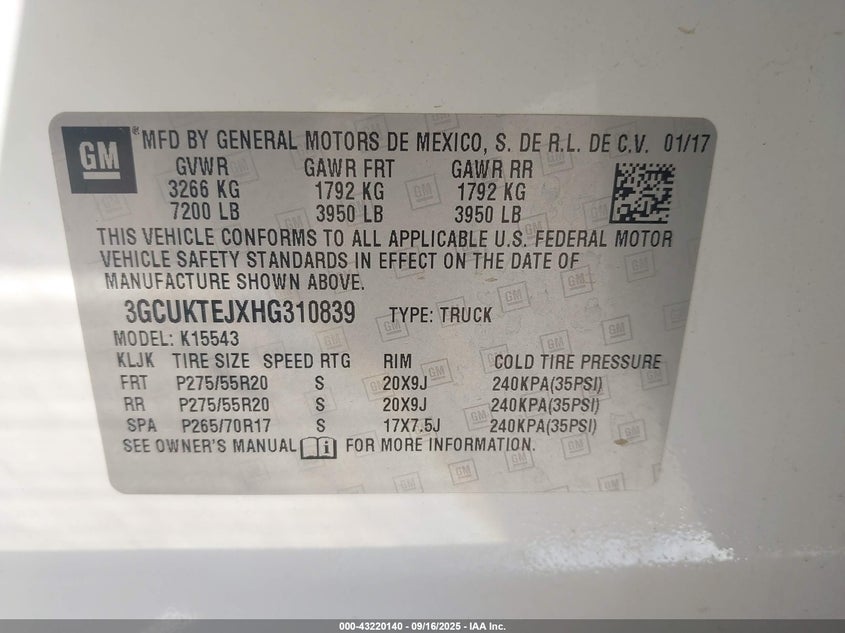 GM ® MFD BY GENERAL MOTORS DE MEXICO, S. DE R.L. DE C.V. 01/17
GVWR GAWR FRT GAWR RR
3266 KG 1792 KG 1792 KG
7200 LB 3950 LB 3950 LB
THIS VEHICLE CONFORMS TO ALL APPLICABLE U.S. FEDERAL MOTOR
VEHICLE SAFETY STANDARDS IN EFFECT ON THE DATE OF
MANUFACTURE SHOWN ABOVE.
3GCUKTEJXHG310839 TYPE: TRUCK
MODEL: K15543
KLJK TIRE SIZE SPEED RTG RIM COLD TIRE PRESSURE
FRT P275/55R20 S 20X9J 240KPA(35PSI)
RR P275/55R20 S 20X9J 240KPA(35PSI)
SPA P265/70R17 S 17X7.5J 240KPA(35PSI)
SEE OWNER'S MANUAL i FOR MORE INFORMATION.
000-43220140 - 09/16/2025 - IAA Inc.